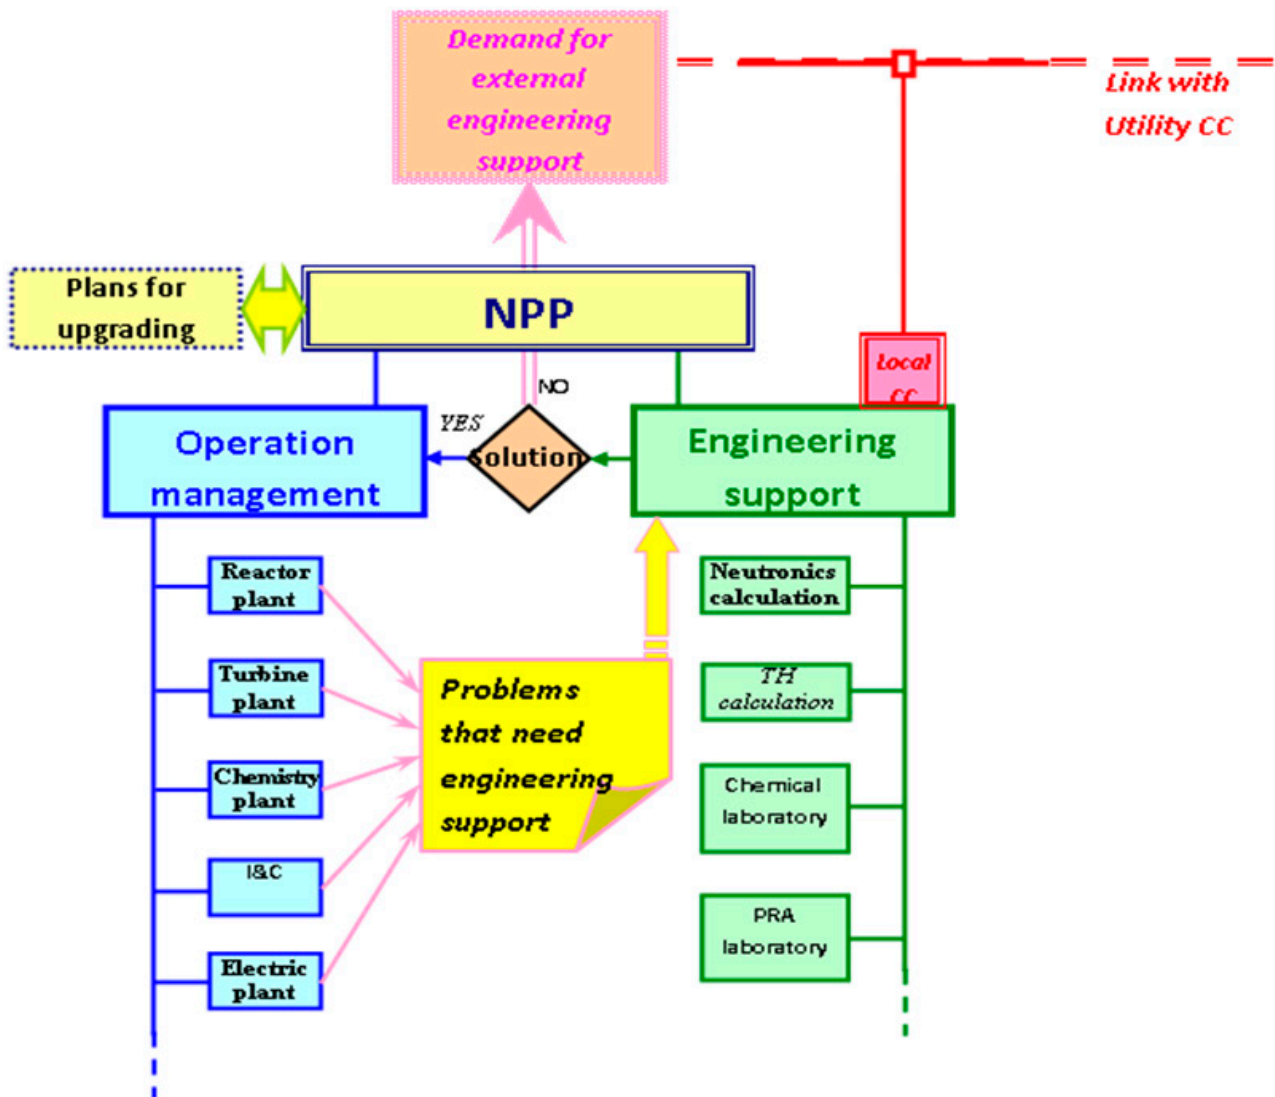 Demand for
external
engineering
support
Link with
Utility CC
Plans for
upgrading
NPP
Local
CC
NO
YES
Operation
management
Solution
Engineering
support
Reactor
plant
Turbine
plant
Chemistry
plant
I&C
Electric
plant
Problems
that need
engineering
support
Neutronics
calculation
TH
calculation
Chemical
laboratory
PRA
laboratory